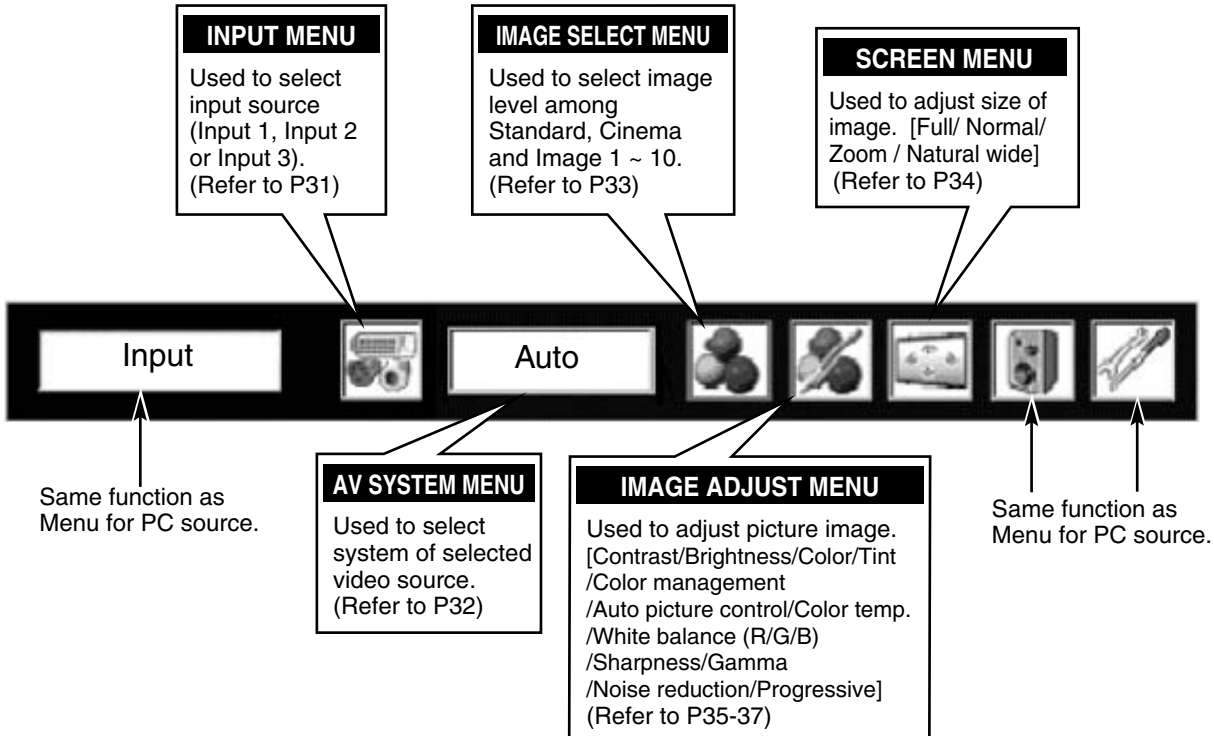 INPUT MENU
Used to select
input source
(Input 1, Input 2
or Input 3).
(Refer to P31)
IMAGE SELECT MENU
Used to select image
level among
Standard, Cinema
and Image 1 ~ 10.
(Refer to P33)
SCREEN MENU
Used to adjust size of
image. [Full/ Normal/
Zoom / Natural wide]
(Refer to P34)
Input
Auto
Same function as
Menu for PC source.
AV SYSTEM MENU
Used to select
system of selected
video source.
(Refer to P32)
IMAGE ADJUST MENU
Used to adjust picture image.
[Contrast/Brightness/Color/Tint
/Color management
/Auto picture control/Color temp.
/White balance (R/G/B)
/Sharpness/Gamma
/Noise reduction/Progressive]
(Refer to P35-37)
Same function as
Menu for PC source.